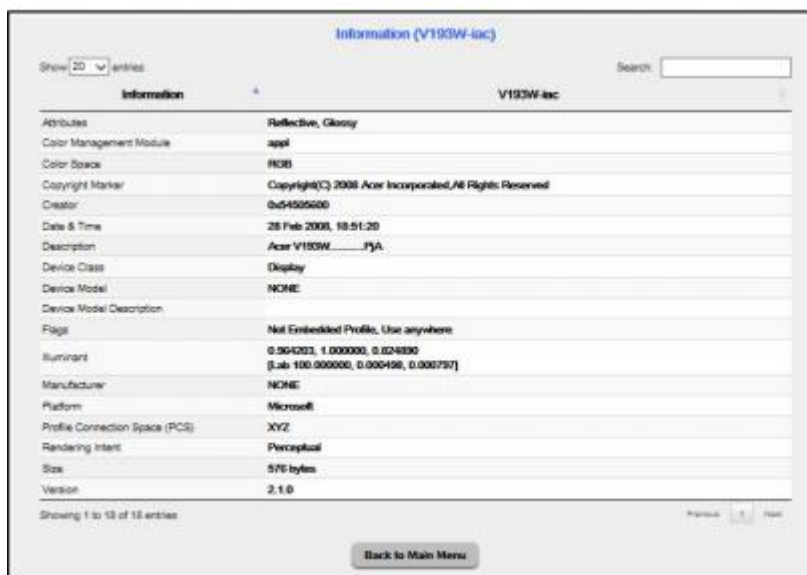 Information (V193W-iac)
Show 20 entries
Search:
Information V193W-iac
Attributes Reflective, Glossy
Color Management Module appl
Color Space RGB
Copyright Marker Copyright(C) 2008 Acer Incorporated,All Rights Reserved
Creator
Date & Time 28 Feb 2008, 18:51:20
Description Acer V193W
Device Class Display
Device Model NONE
Device Model Description
Flags Not Embedded Profile, Use anywhere
Illuminant 0.964203, 1.000000, 0.824890
[Lab 100.000000, 0.000498, 0.000797]
Manufacturer NONE
Platform Microsoft
Profile Connection Space (PCS) XYZ
Rendering Intent Perceptual
Size 576 bytes
Version 2.1.0
Showing 1 to 18 of 18 entries
Previous 1 Next
Back to Main Menu